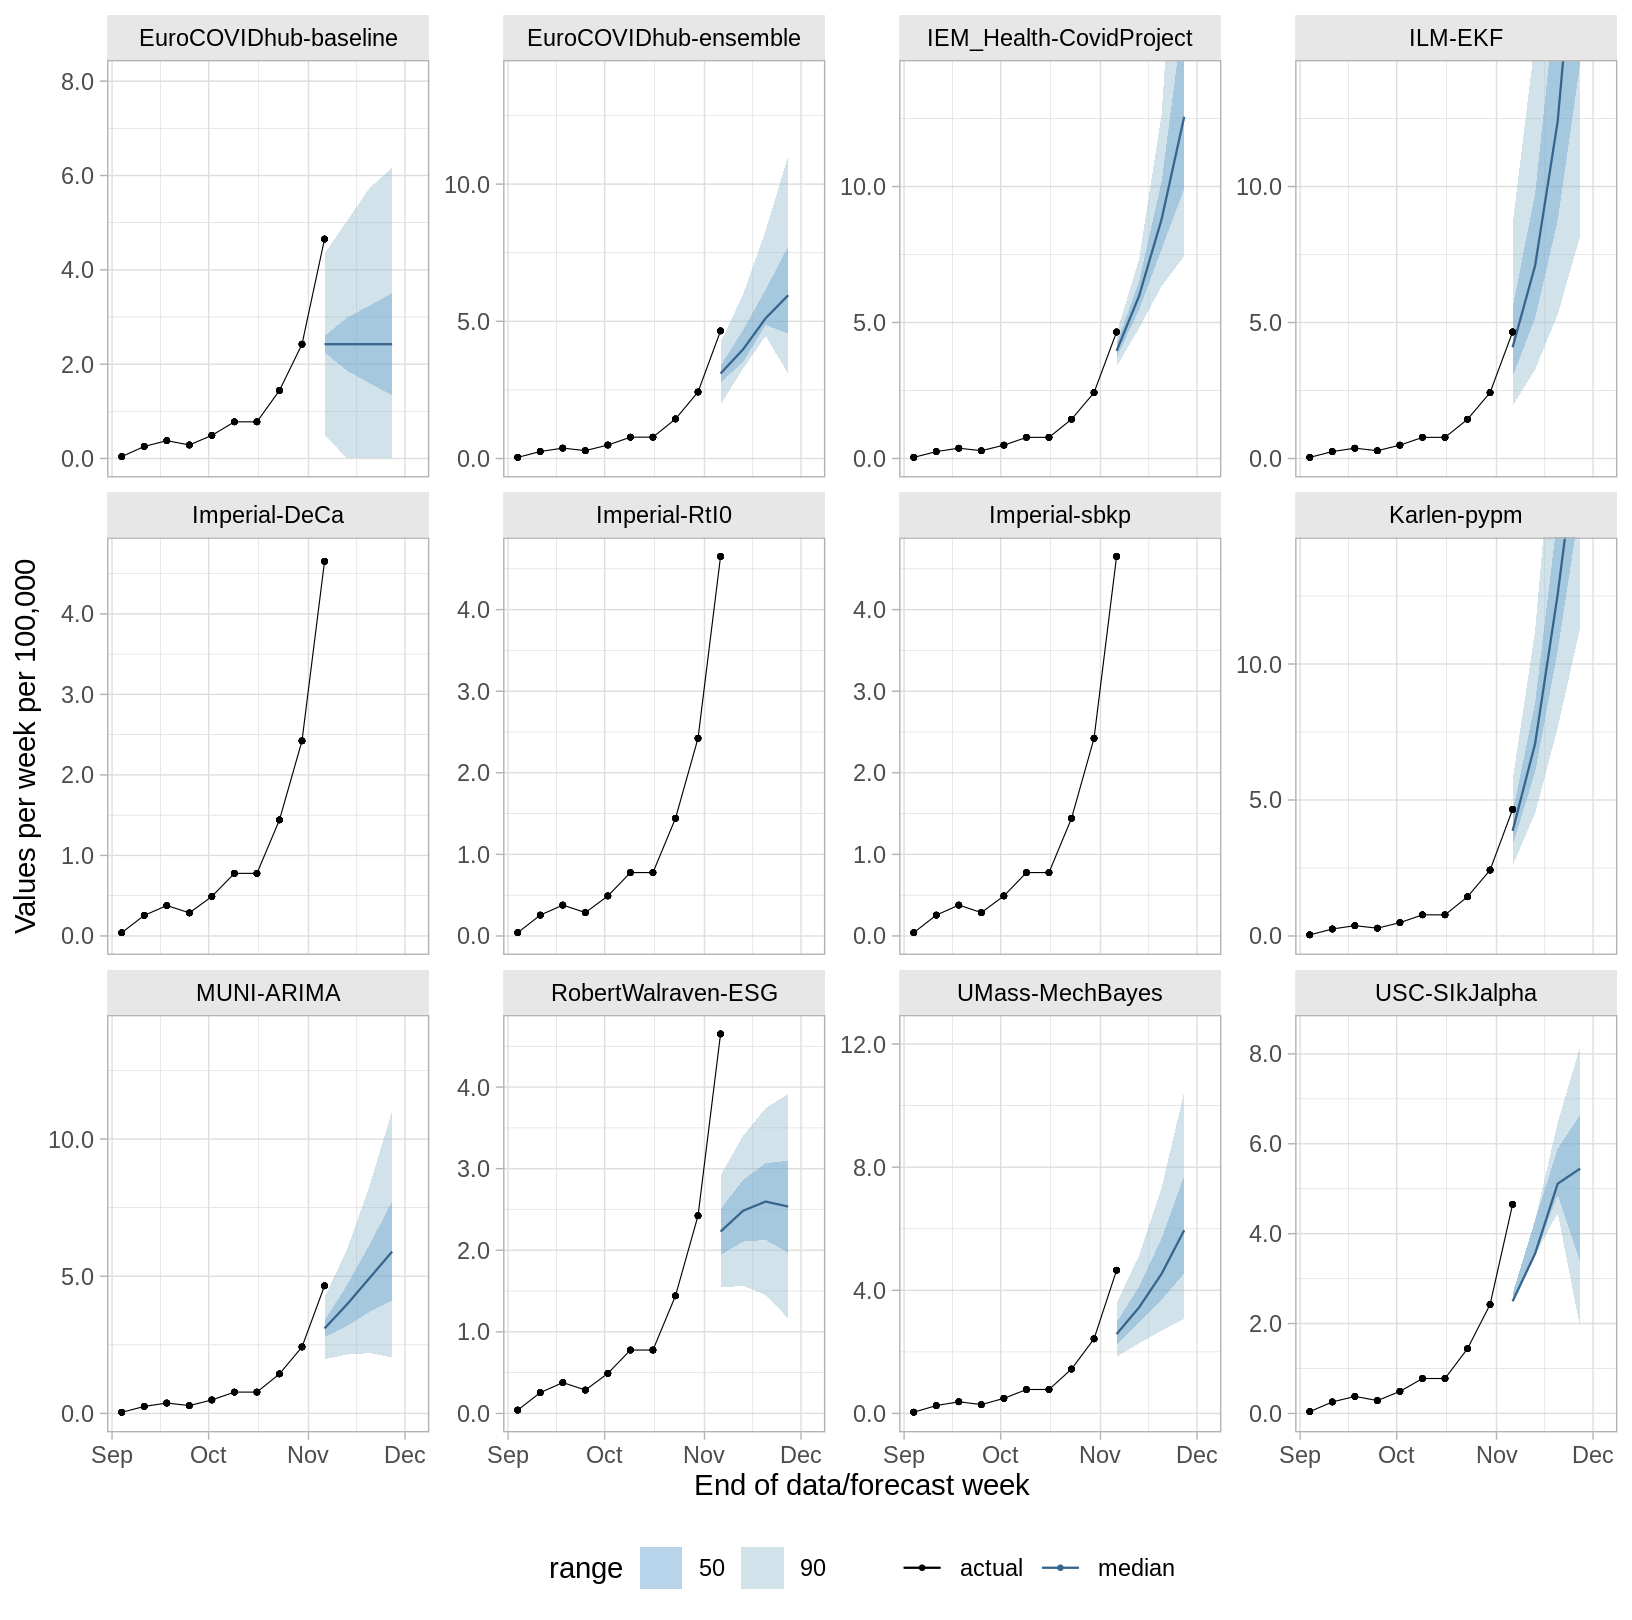 EuroCOVIDhub-baseline
EuroCOVIDhub-ensemble
IEM_Health-CovidProject
ILM-EKF
8.0
6.0
4.0
2.0
0.0
10.0
5.0
0.0
10.0
5.0
0.0
10.0
5.0
0.0
Imperial-DeCa
Imperial-RtI0
Imperial-sbkp
Karlen-pypm
4.0
3.0
2.0
1.0
0.0
4.0
3.0
2.0
1.0
0.0
4.0
3.0
2.0
1.0
0.0
10.0
5.0
0.0
Values per week per 100,000
MUNI-ARIMA
RobertWalraven-ESG
UMass-MechBayes
USC-SIkJalpha
10.0
5.0
0.0
4.0
3.0
2.0
1.0
0.0
12.0
8.0
4.0
0.0
8.0
6.0
4.0
2.0
0.0
Sep Oct Nov Dec
Sep Oct Nov Dec
Sep Oct Nov Dec
Sep Oct Nov Dec
End of data/forecast week
range 50 90 actual median